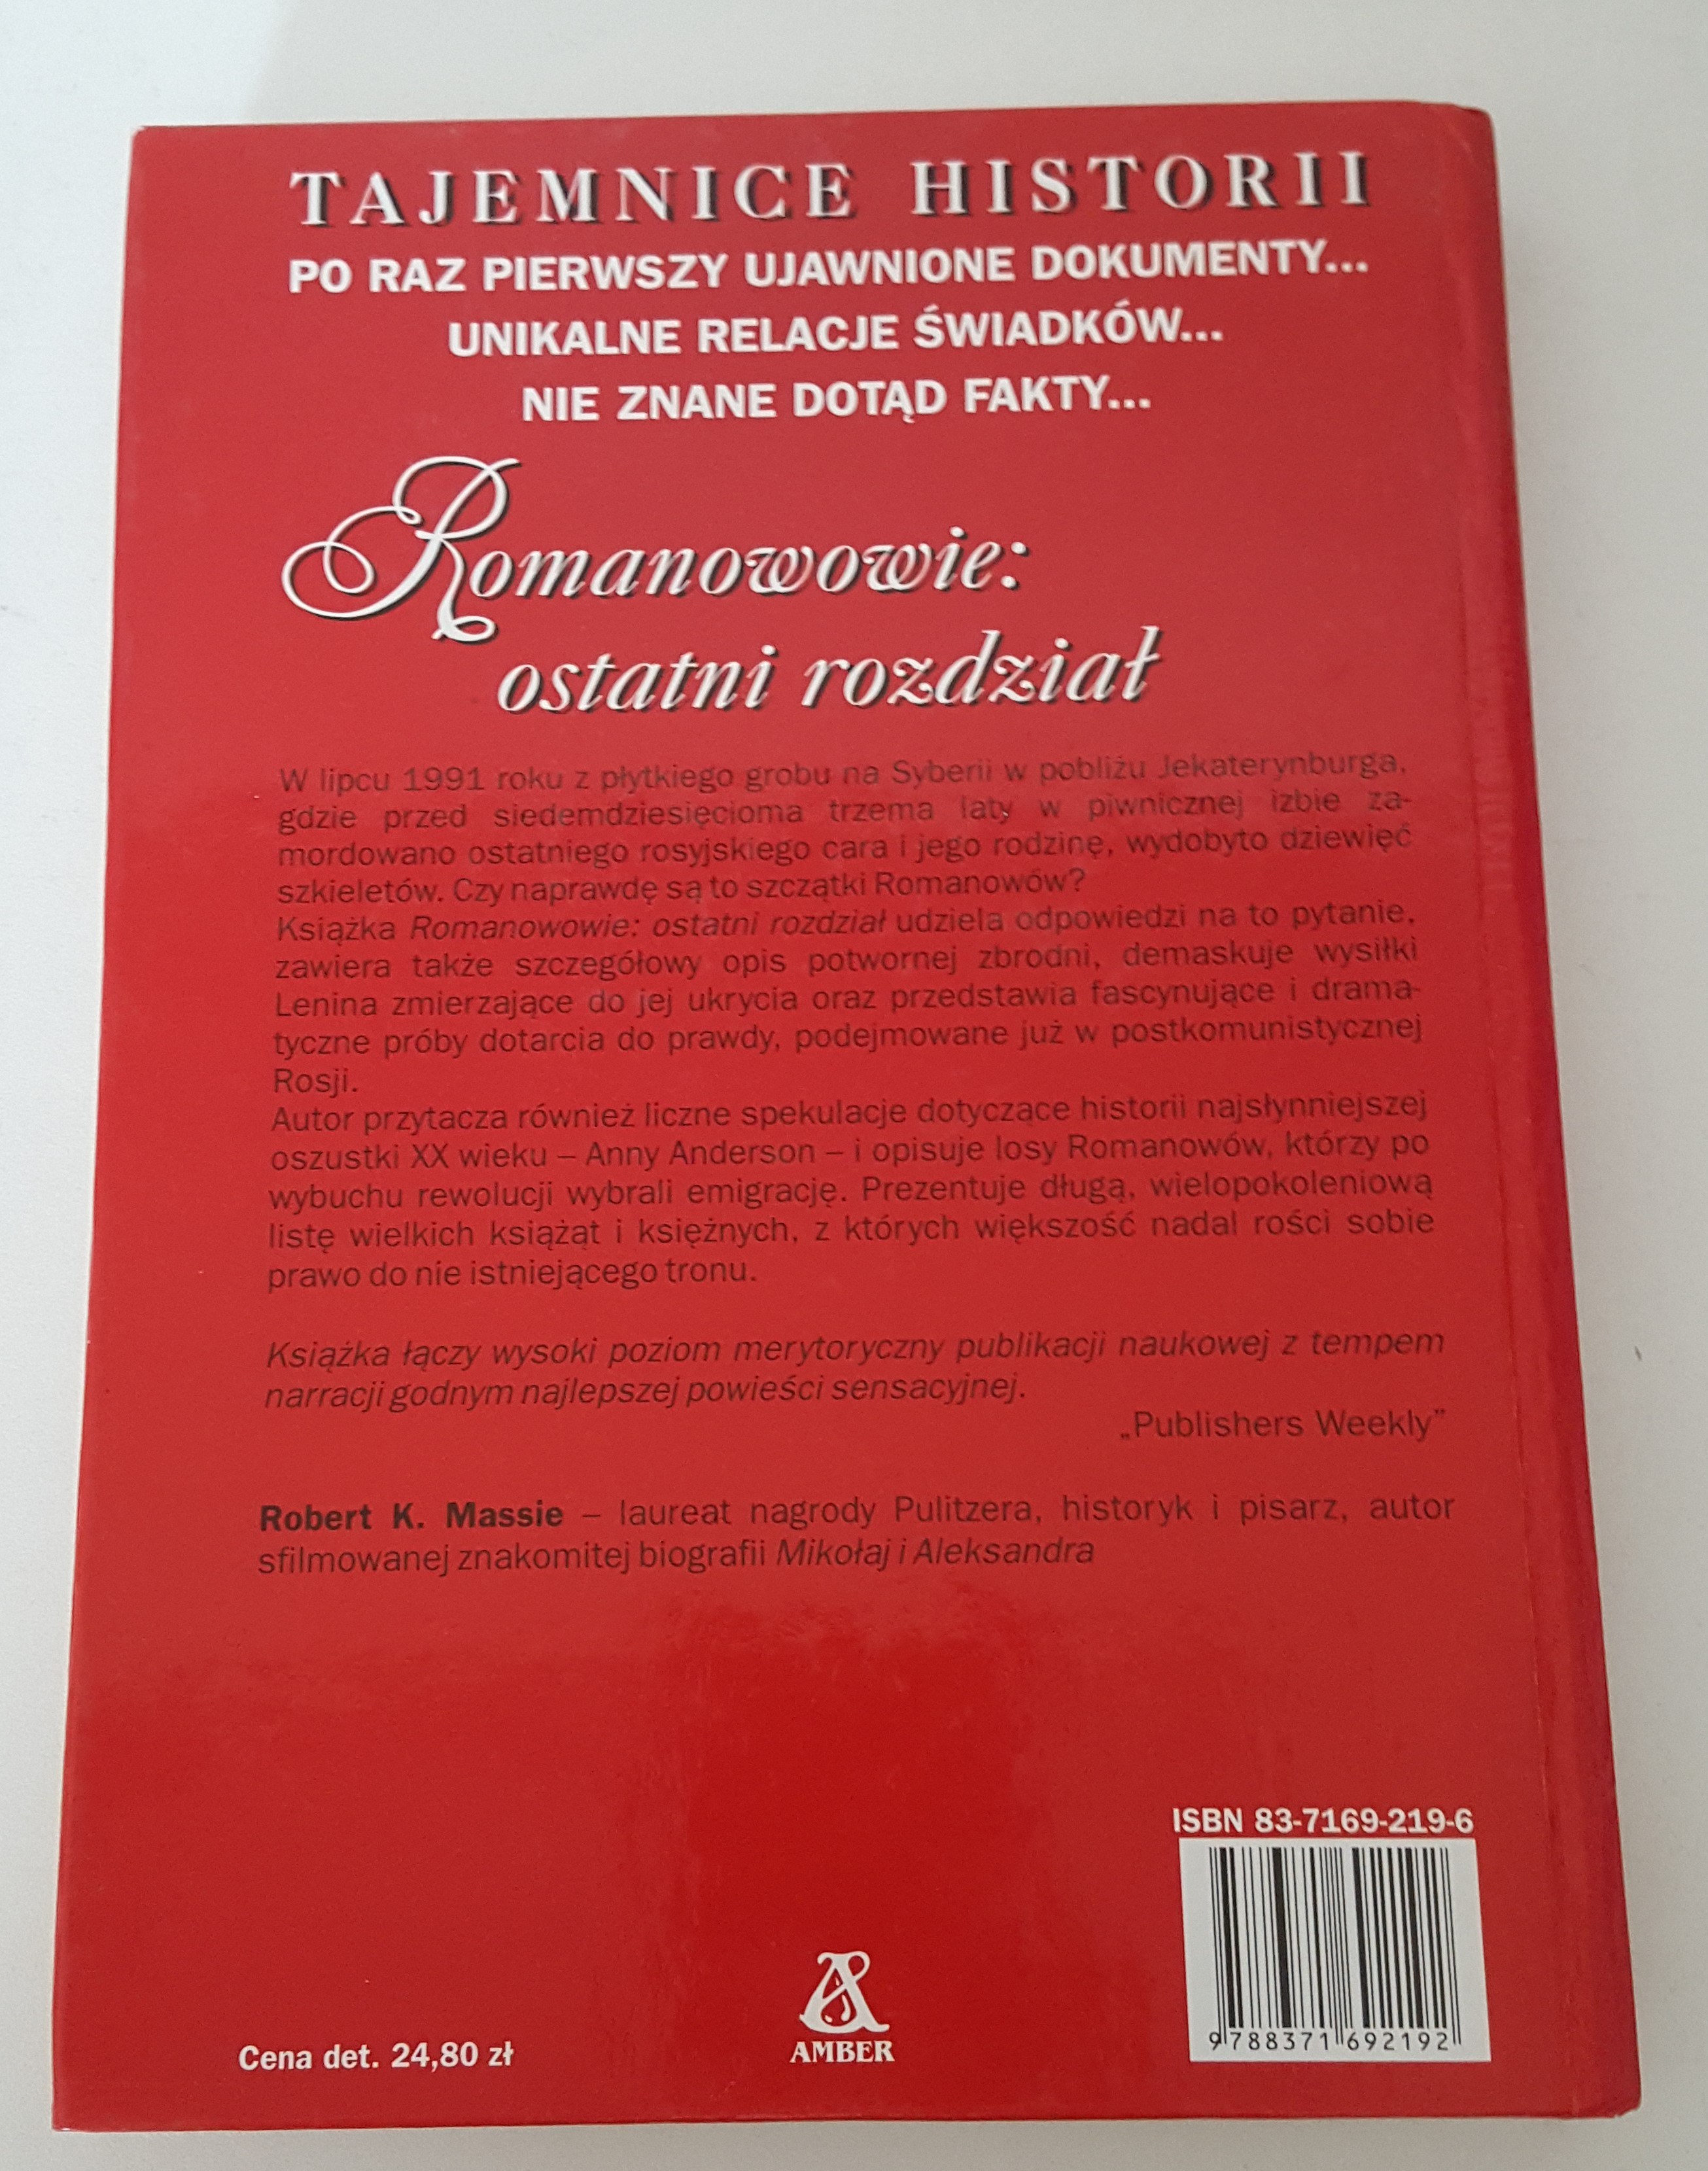 TAJEMNICE HISTORII
PO RAZ PIERWSZY UJAWNIONE DOKUMENTY...
UNIKALNE RELACJE ŚWIADKÓW...
NIE ZNANE DOTĄD FAKTY...
Romanowowie:
ostatni rozdział
W lipcu 1991 roku z płytkiego grobu na Syberii w pobliżu Jekaterynburga,
gdzie przed siedemdziesięcioma trzema laty w piwnicznej izbie za-
mordowano ostatniego rosyjskiego cara i jego rodzinę, wydobyto dziewięć
szkieletów. Czy naprawdę są to szczątki Romanowów?
Książka Romanowowie: ostatni rozdział udziela odpowiedzi na to pytanie,
zawiera także szczegółowy opis potwornej zbrodni, demaskuje wysiłki
Lenina zmierzające do jej ukrycia oraz przedstawia fascynujące i drama-
tyczne próby dotarcia do prawdy, podejmowane już w postkomunistycznej
Rosji.
Autor przytacza również liczne spekulacje dotyczące historii najsłynniejszej
oszustki XX wieku – Anny Anderson – i opisuje losy Romanowów, którzy po
wybuchu rewolucji wybrali emigrację. Prezentuje długą, wielopokoleniową
listę wielkich książąt i księżnych, z których większość nadal rości sobie
prawo do nie istniejącego tronu.
Książka łączy wysoki poziom merytoryczny publikacji naukowej z tempem
narracji godnym najlepszej powieści sensacyjnej.
„Publishers Weekly”
Robert K. Massie – laureat nagrody Pulitzera, historyk i pisarz, autor
sfilmowanej znakomitej biografii Mikołaj i Aleksandra
ISBN 83-7169-219-6
9 788371 692192
AMBER
Cena det. 24,80 zł